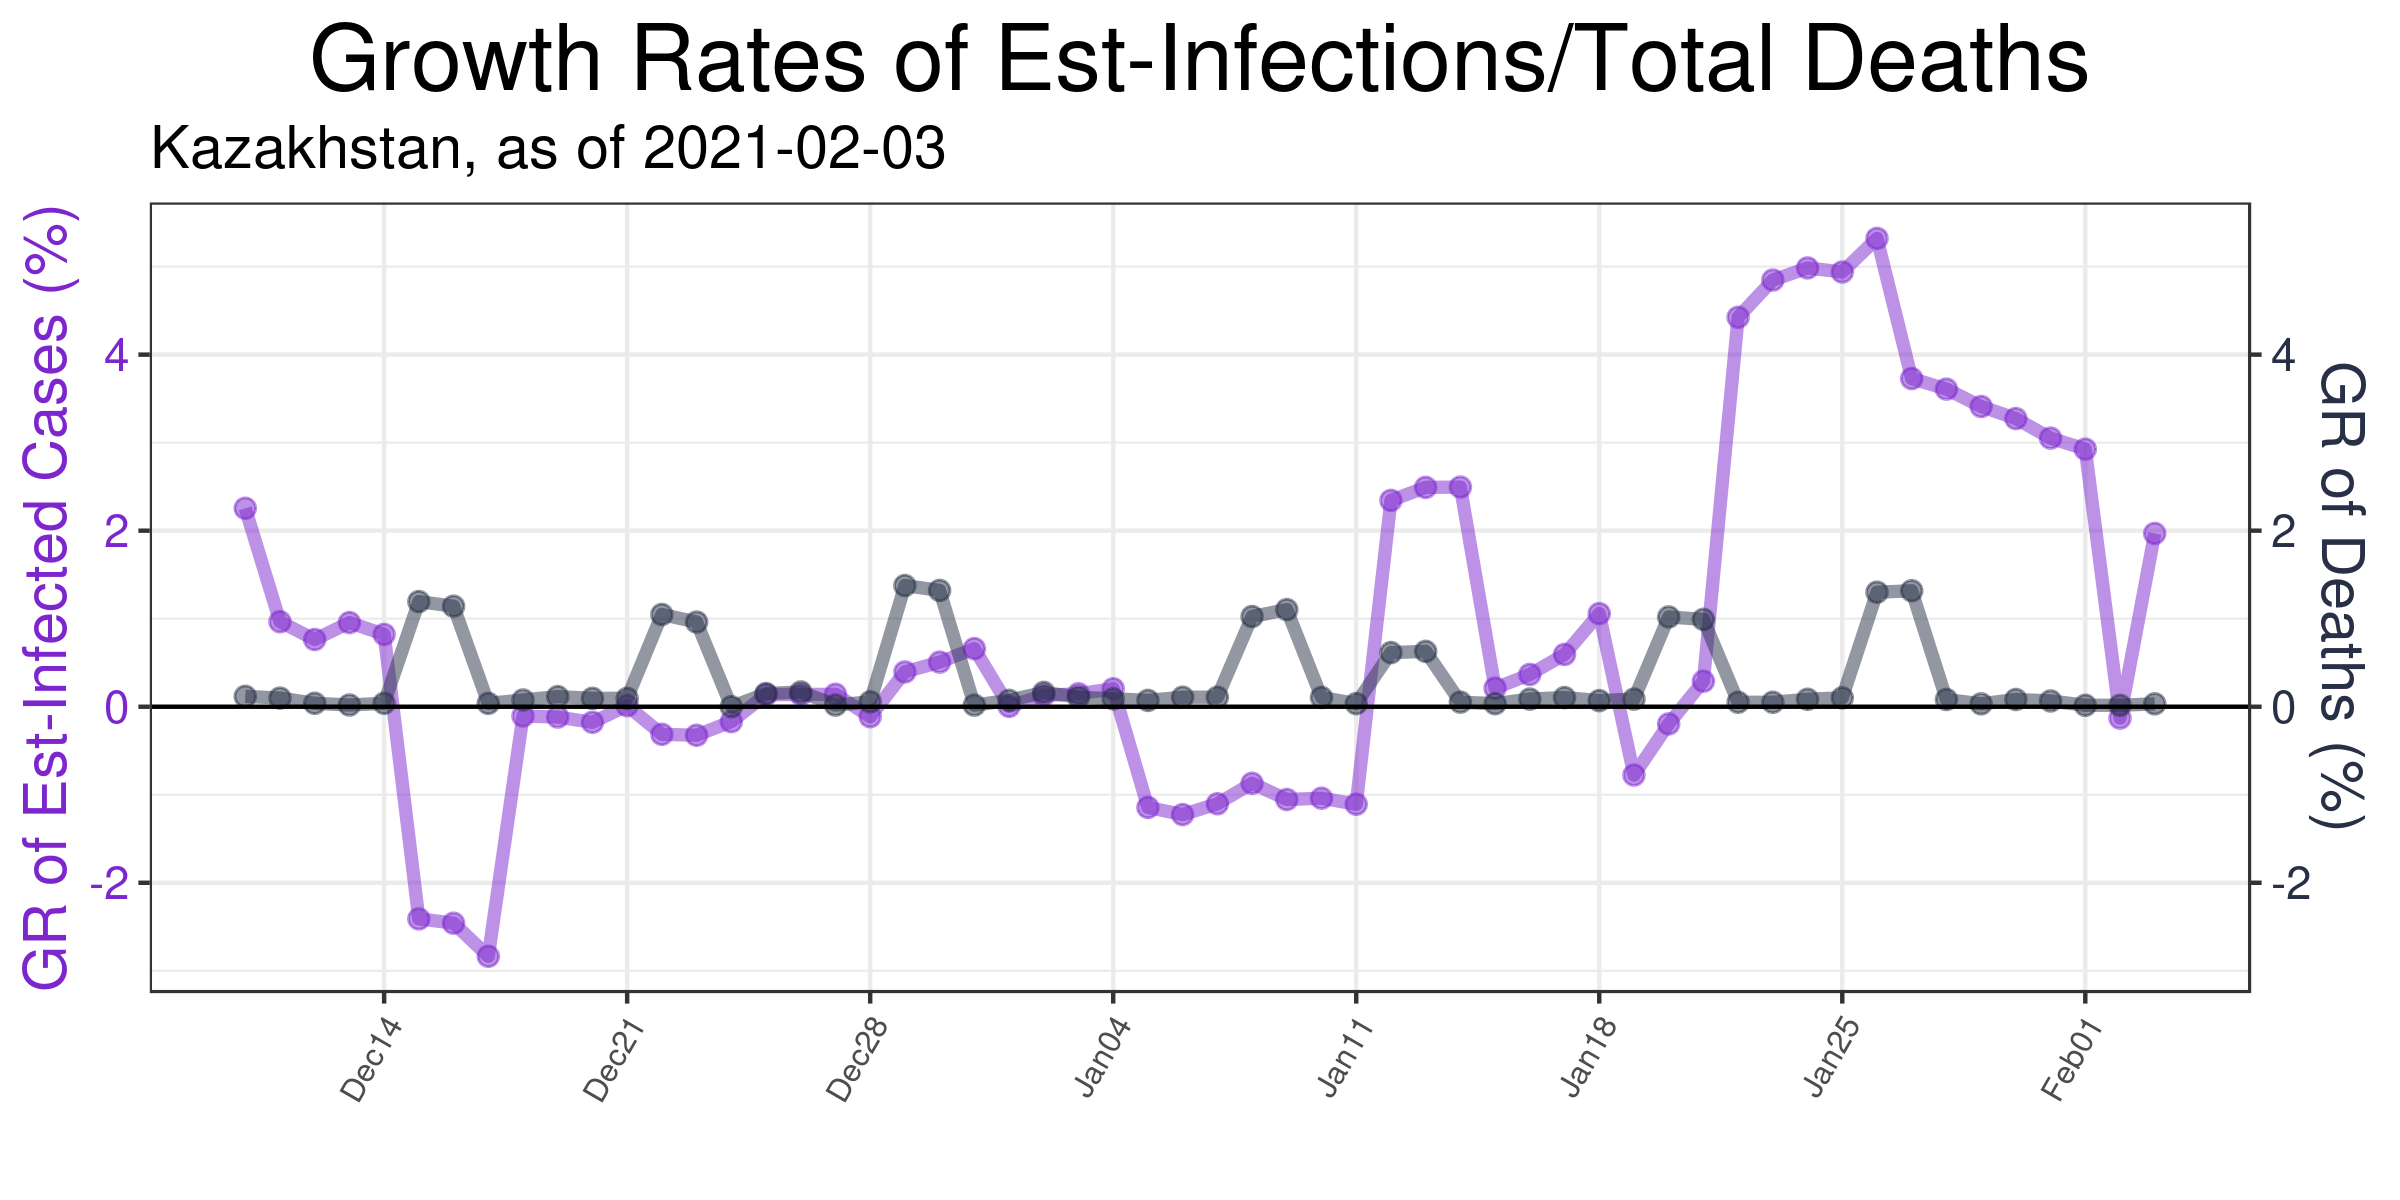 Growth Rates of Est-Infections/Total Deaths
Kazakhstan, as of 2021-02-03
GR of Est-Infected Cases (%)
4
2
0
-2
4
2
0
-2
GR of Deaths (%)
Dec14
Dec21
Dec28
Jan04
Jan11
Jan18
Jan25
Feb01